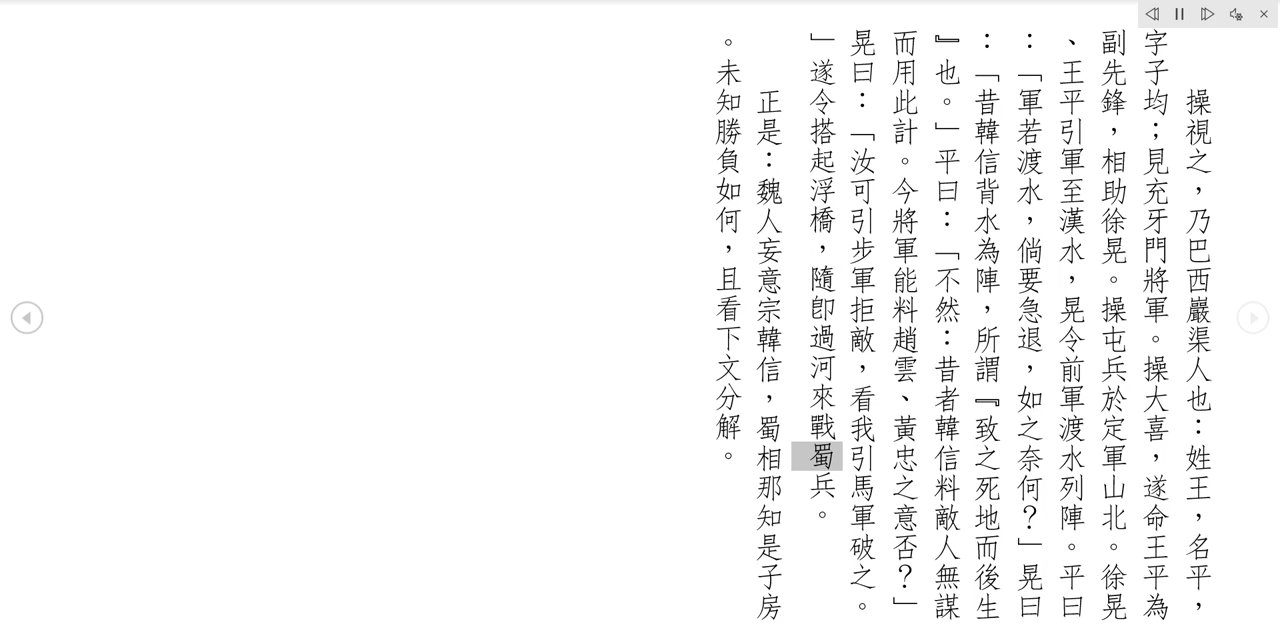 操視之，乃巴西巖渠人也：姓王，名平，
字子均；見充牙門將軍。操大喜，遂命王平為
副先鋒，相助徐晃。操屯兵於定軍山北。徐晃
、王平引軍至漢水，晃令前軍渡水列陣。平曰
：「軍若渡水，倘要急退，如之奈何？」晃曰
：「昔韓信背水為陣，所謂『致之死地而後生
』也。」平曰：「不然：昔者韓信料敵人無謀
而用此計。今將軍能料趙雲、黃忠之意否？」
晃曰：「汝可引步軍拒敵，看我引馬軍破之。
」遂令搭起浮橋，隨即過河來戰蜀兵。
正是：魏人妄意宗韓信，蜀相那知是子房
。未知勝負如何，且看下文分解。